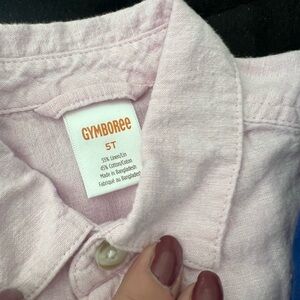 GYMBOREE
5T
55% Linen/Lin
45% Cotton/Coton
Made in Bangladesh
Fabriqué au Bangladesh